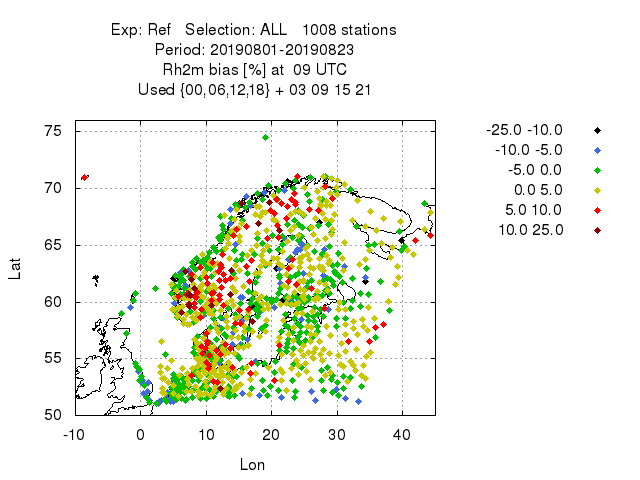 Exp: Ref   Selection: ALL   1008 stations
Period: 20190801-20190823
Rh2m bias [%] at  09 UTC
Used {00,06,12,18} + 03 09 15 21
-25.0 -10.0
-10.0 -5.0
-5.0 0.0
0.0 5.0
5.0 10.0
10.0 25.0
75
70
65
60
55
50
Lat
-10 0 10 20 30 40
Lon